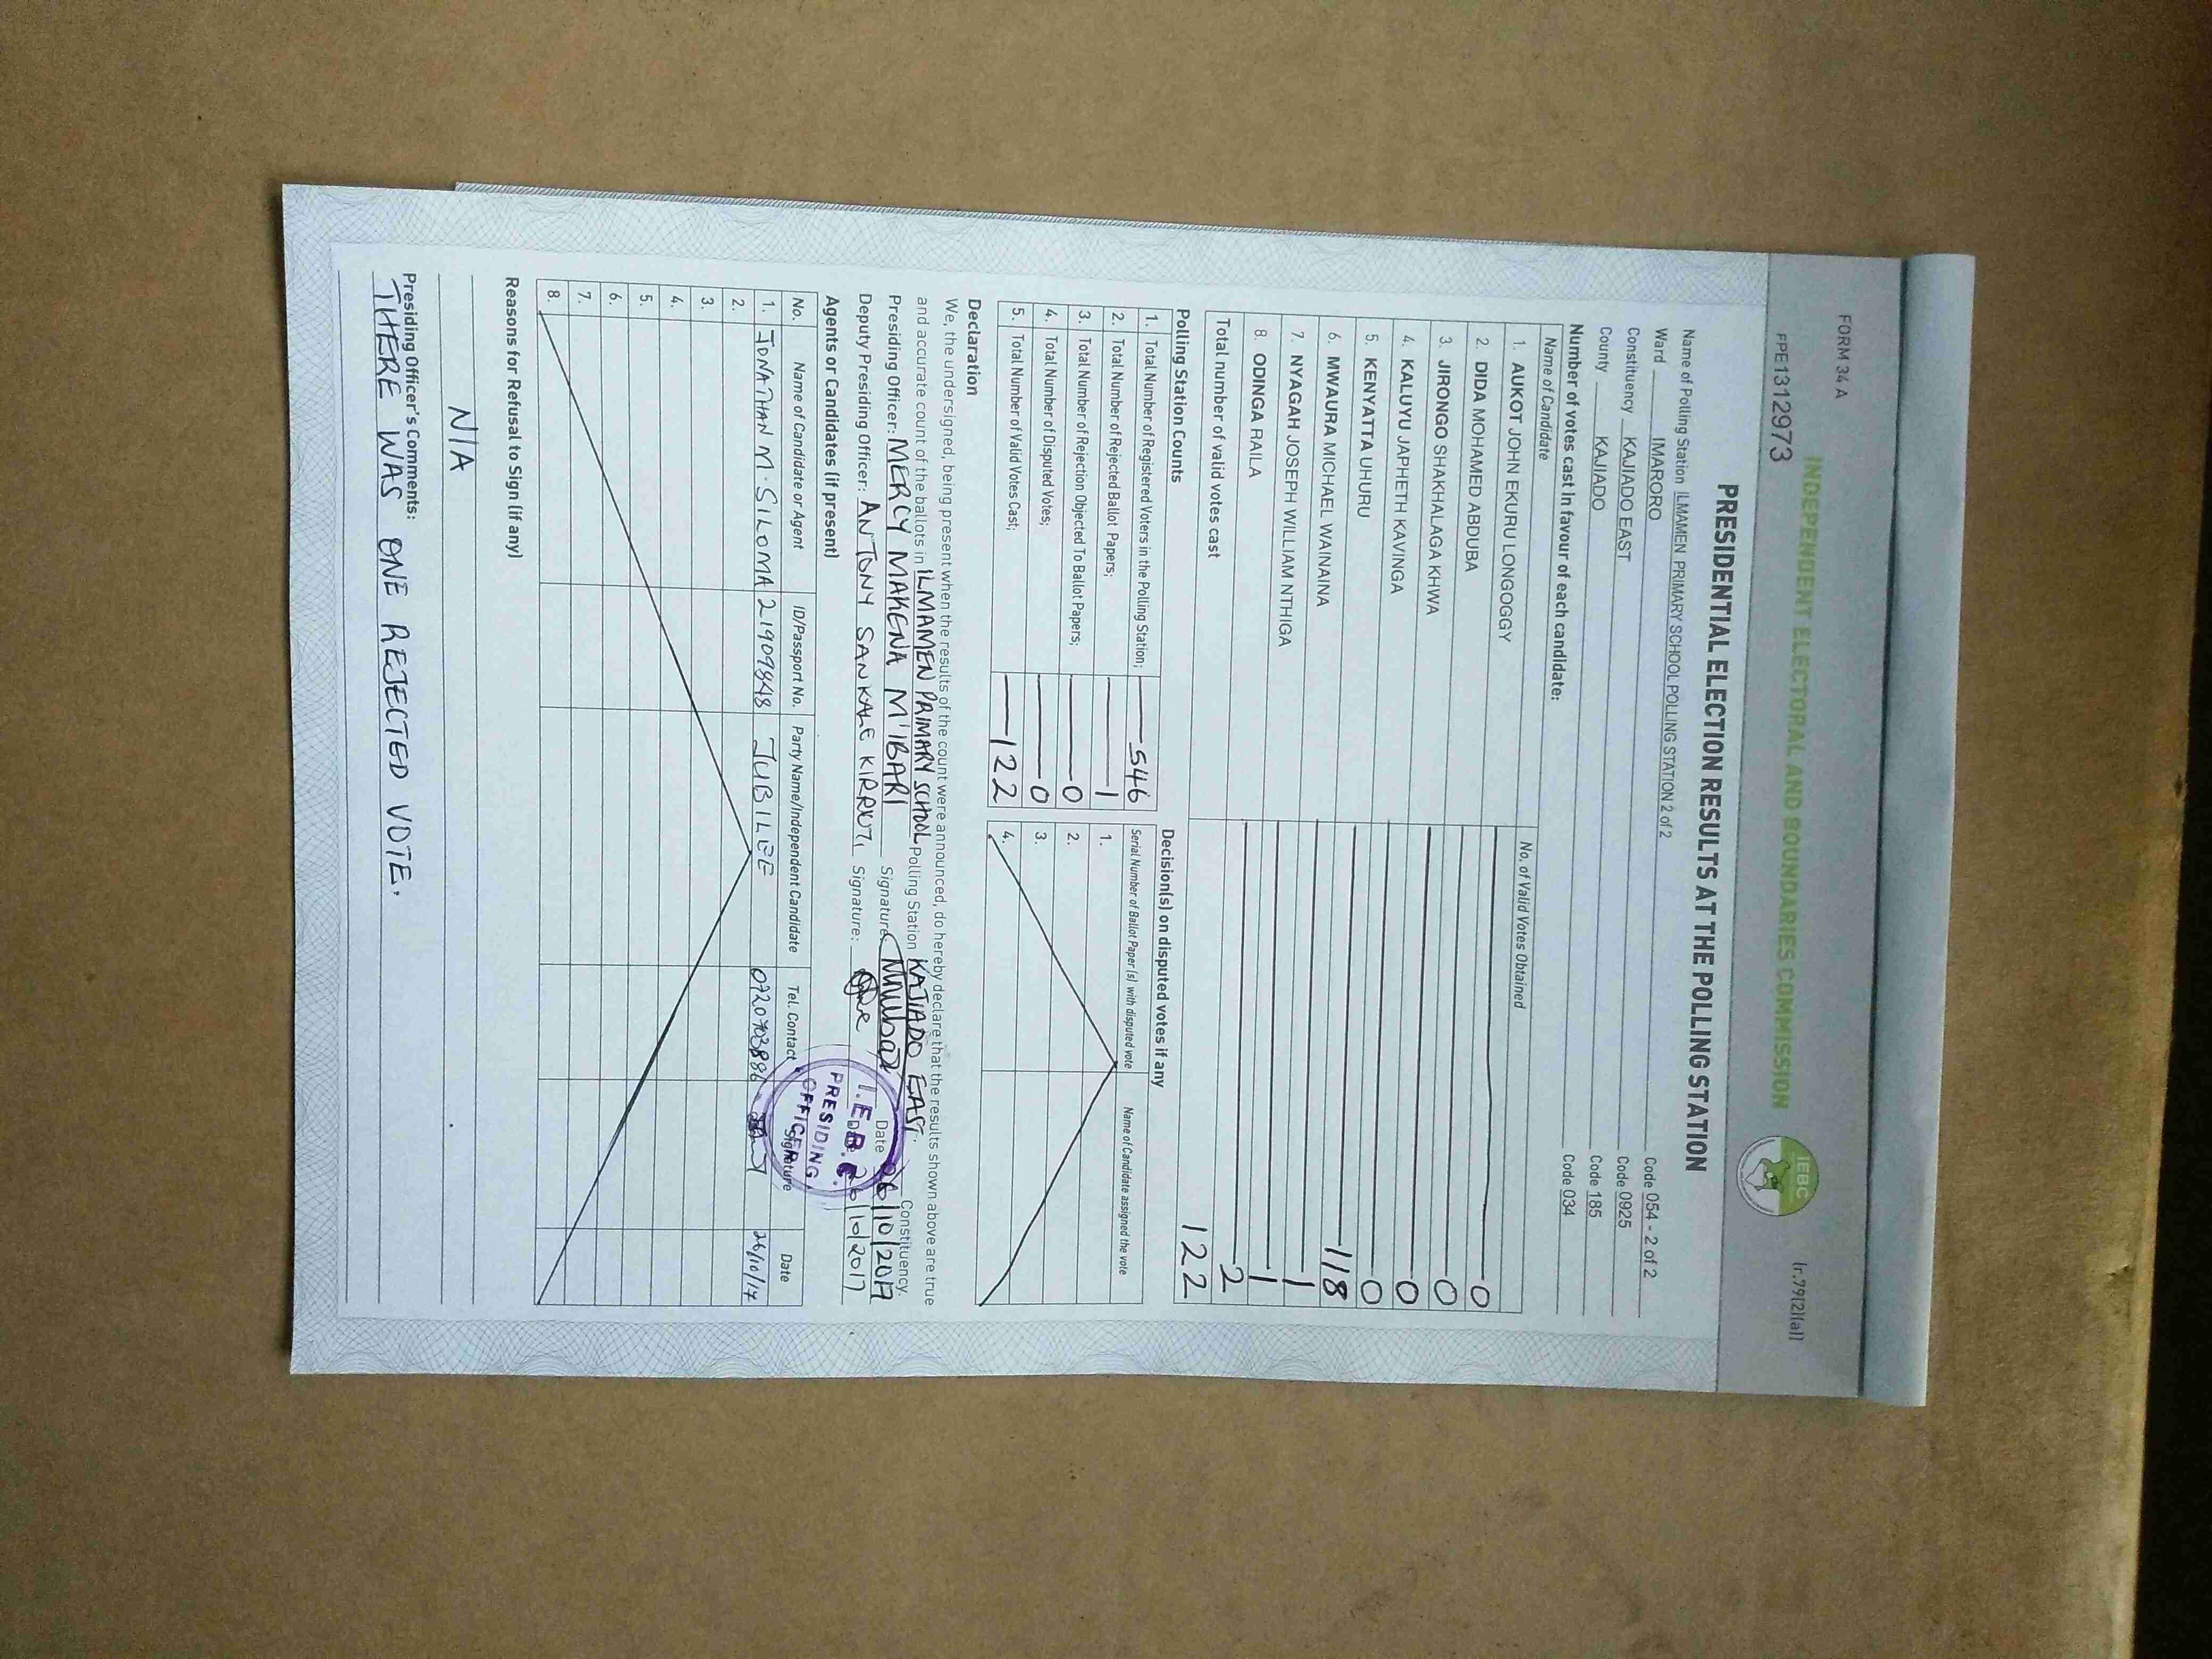 FORM 34 A
(r.79(2)(a))
FPE1312973
INDEPENDENT ELECTORAL AND BOUNDARIES COMMISSION
IEBC
PRESIDENTIAL ELECTION RESULTS AT THE POLLING STATION
Name of Polling Station ILMAMEN PRIMARY SCHOOL POLLING STATION 2 of 2 Code 054 - 2 of 2
Ward IMARORO Code 0925
Constituency KAJIADO EAST Code 185
County KAJIADO Code 034
Number of votes cast in favour of each candidate:
Name of Candidate No. of Valid Votes Obtained
1. AUKOT JOHN EKURU LONGOGGY 0
2. DIDA MOHAMED ABDUBA 0
3. JIRONGO SHAKHALAGA KHWA 0
4. KALUYU JAPHETH KAVINGA 0
5. KENYATTA UHURU 118
6. MWAURA MICHAEL WAINAINA 1
7. NYAGAH JOSEPH WILLIAM NTHIGA 1
8. ODINGA RAILA 2
Total number of valid votes cast 122
Polling Station Counts
1. Total Number of Registered Voters in the Polling Station; 546
2. Total Number of Rejected Ballot Papers; 1
3. Total Number of Rejection Objected To Ballot Papers; 0
4. Total Number of Disputed Votes; 0
5. Total Number of Valid Votes Cast; 122
Decision(s) on disputed votes if any
Serial Number of Ballot Paper (s) with disputed vote Name of Candidate assigned the vote
1.
2.
3.
4.
Declaration
We, the undersigned, being present when the results of the count were announced, do hereby declare that the results shown above are true
and accurate count of the ballots in ILMAMEN PRIMARY SCHOOL Polling Station KAJIADO EAST Constituency.
Presiding Officer: MERCY MAKENA M'IBARI Signature Date 26/10/2017
Deputy Presiding Officer: ANTONY SANKALE KIRRUTI Signature: Date 26/10/2017
I.E.B.C.
PRESIDING
OFFICER
Agents or Candidates (if present)
No. Name of Candidate or Agent ID/Passport No. Party Name/Independent Candidate Tel. Contact Signature Date
1. JONATHAN M. SILOMA 21909848 JUBILEE 0720703886 26/10/17
2.
3.
4.
5.
6.
7.
8.
Reasons for Refusal to Sign (if any)
N/A
Presiding Officer's Comments:
THERE WAS ONE REJECTED VOTE.